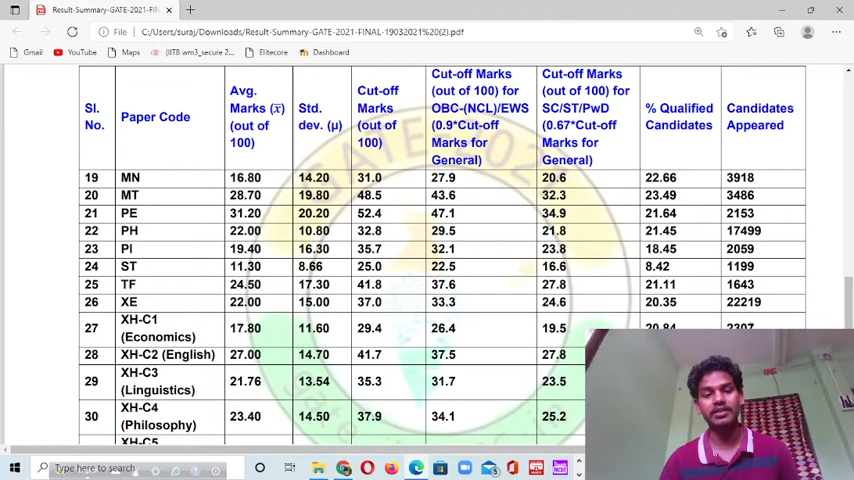 Result-Summary-GATE-2021-FINAL
File C:/Users/suraj/Downloads/Result-Summary-GATE-2021-FINAL-19032021%20(2).pdf
Gmail YouTube Maps (IITB wm3_secure 2... Elitecore Dashboard
Sl. No. Paper Code Avg. Marks (x̅) (out of 100) Std. dev. (μ) Cut-off Marks (out of 100) Cut-off Marks (out of 100) for OBC-(NCL)/EWS (0.9*Cut-off Marks for General) Cut-off Marks (out of 100) for SC/ST/PwD (0.67*Cut-off Marks for General) % Qualified Candidates Candidates Appeared
19 MN 16.80 14.20 31.0 27.9 20.6 22.66 3918
20 MT 28.70 19.80 48.5 43.6 32.3 23.49 3486
21 PE 31.20 20.20 52.4 47.1 34.9 21.64 2153
22 PH 22.00 10.80 32.8 29.5 21.8 21.45 17499
23 PI 19.40 16.30 35.7 32.1 23.8 18.45 2059
24 ST 11.30 8.66 25.0 22.5 16.6 8.42 1199
25 TF 24.50 17.30 41.8 37.6 27.8 21.11 1643
26 XE 22.00 15.00 37.0 33.3 24.6 20.35 22219
27 XH-C1 (Economics) 17.80 11.60 29.4 26.4 19.5 20.84 2307
28 XH-C2 (English) 27.00 14.70 41.7 37.5 27.8
29 XH-C3 (Linguistics) 21.76 13.54 35.3 31.7 23.5
30 XH-C4 (Philosophy) 23.40 14.50 37.9 34.1 25.2
XH-C5
GATE-2021
Type here to search